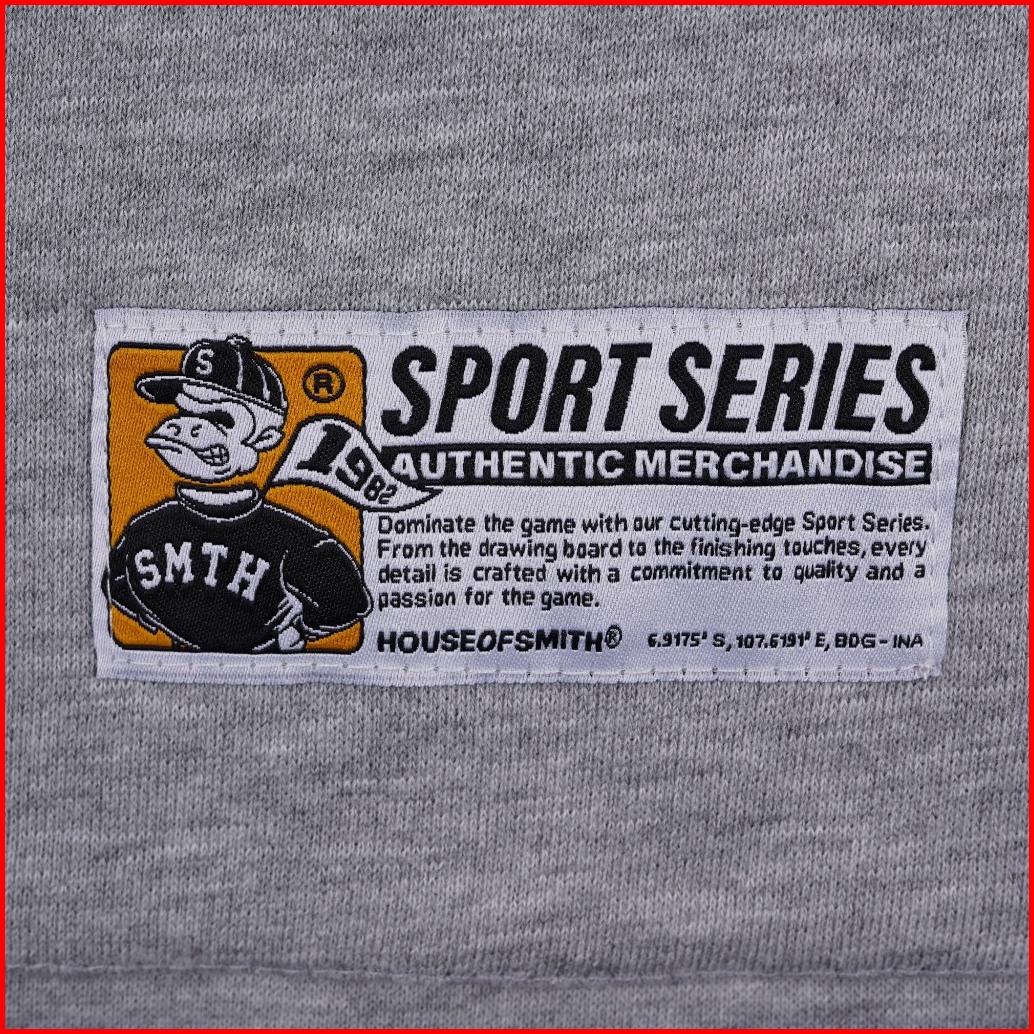 S
®
1982
SMTH
SPORT SERIES
AUTHENTIC MERCHANDISE
Dominate the game with our cutting-edge Sport Series.
From the drawing board to the finishing touches, every
detail is crafted with a commitment to quality and a
passion for the game.
HOUSEOFSMITH®
6.9175° S, 107.6191° E, BDG - INA